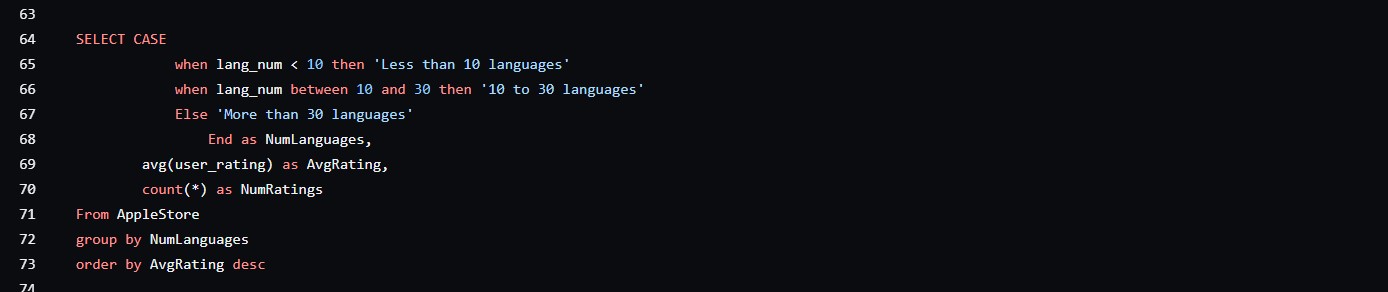 63
64 SELECT CASE
65 when lang_num < 10 then 'Less than 10 languages'
66 when lang_num between 10 and 30 then '10 to 30 languages'
67 Else 'More than 30 languages'
68 End as NumLanguages,
69 avg(user_rating) as AvgRating,
70 count(*) as NumRatings
71 From AppleStore
72 group by NumLanguages
73 order by AvgRating desc
74